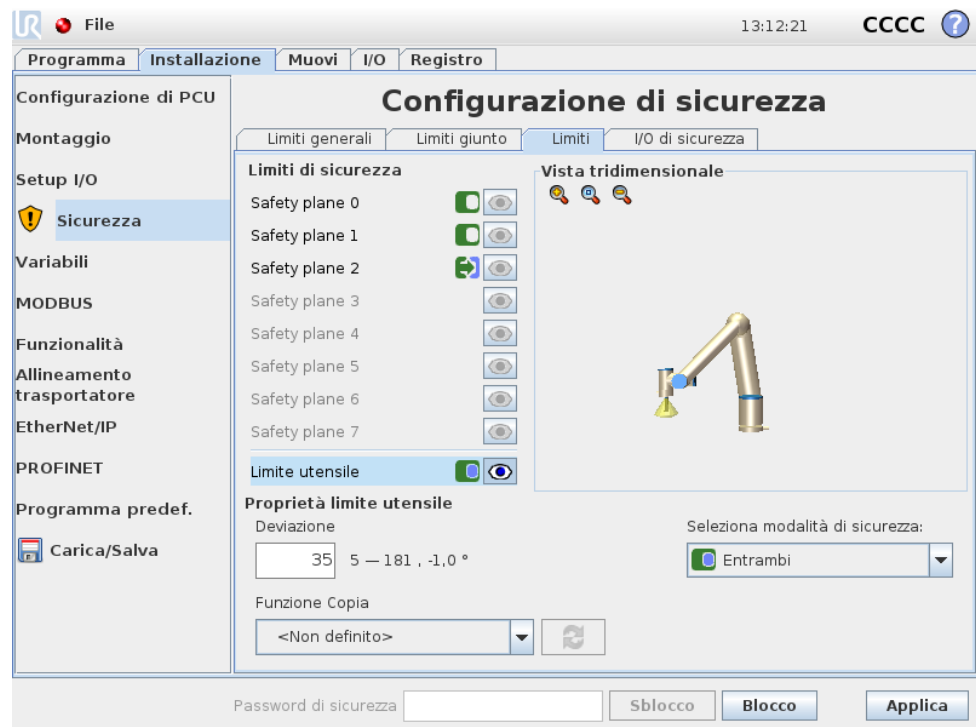 UR File 13:12:21 CCCC ?
Programma Installazione Muovi I/O Registro
Configurazione di PCU
Montaggio
Setup I/O
Sicurezza
Variabili
MODBUS
Funzionalità
Allineamento
trasportatore
EtherNet/IP
PROFINET
Programma predef.
Carica/Salva
Configurazione di sicurezza
Limiti generali Limiti giunto Limiti I/O di sicurezza
Limiti di sicurezza
Safety plane 0
Safety plane 1
Safety plane 2
Safety plane 3
Safety plane 4
Safety plane 5
Safety plane 6
Safety plane 7
Limite utensile
Vista tridimensionale
Proprietà limite utensile
Deviazione
35 5 — 181 , -1,0 °
Funzione Copia
<Non definito>
Seleziona modalità di sicurezza:
Entrambi
Password di sicurezza Sblocco Blocco Applica